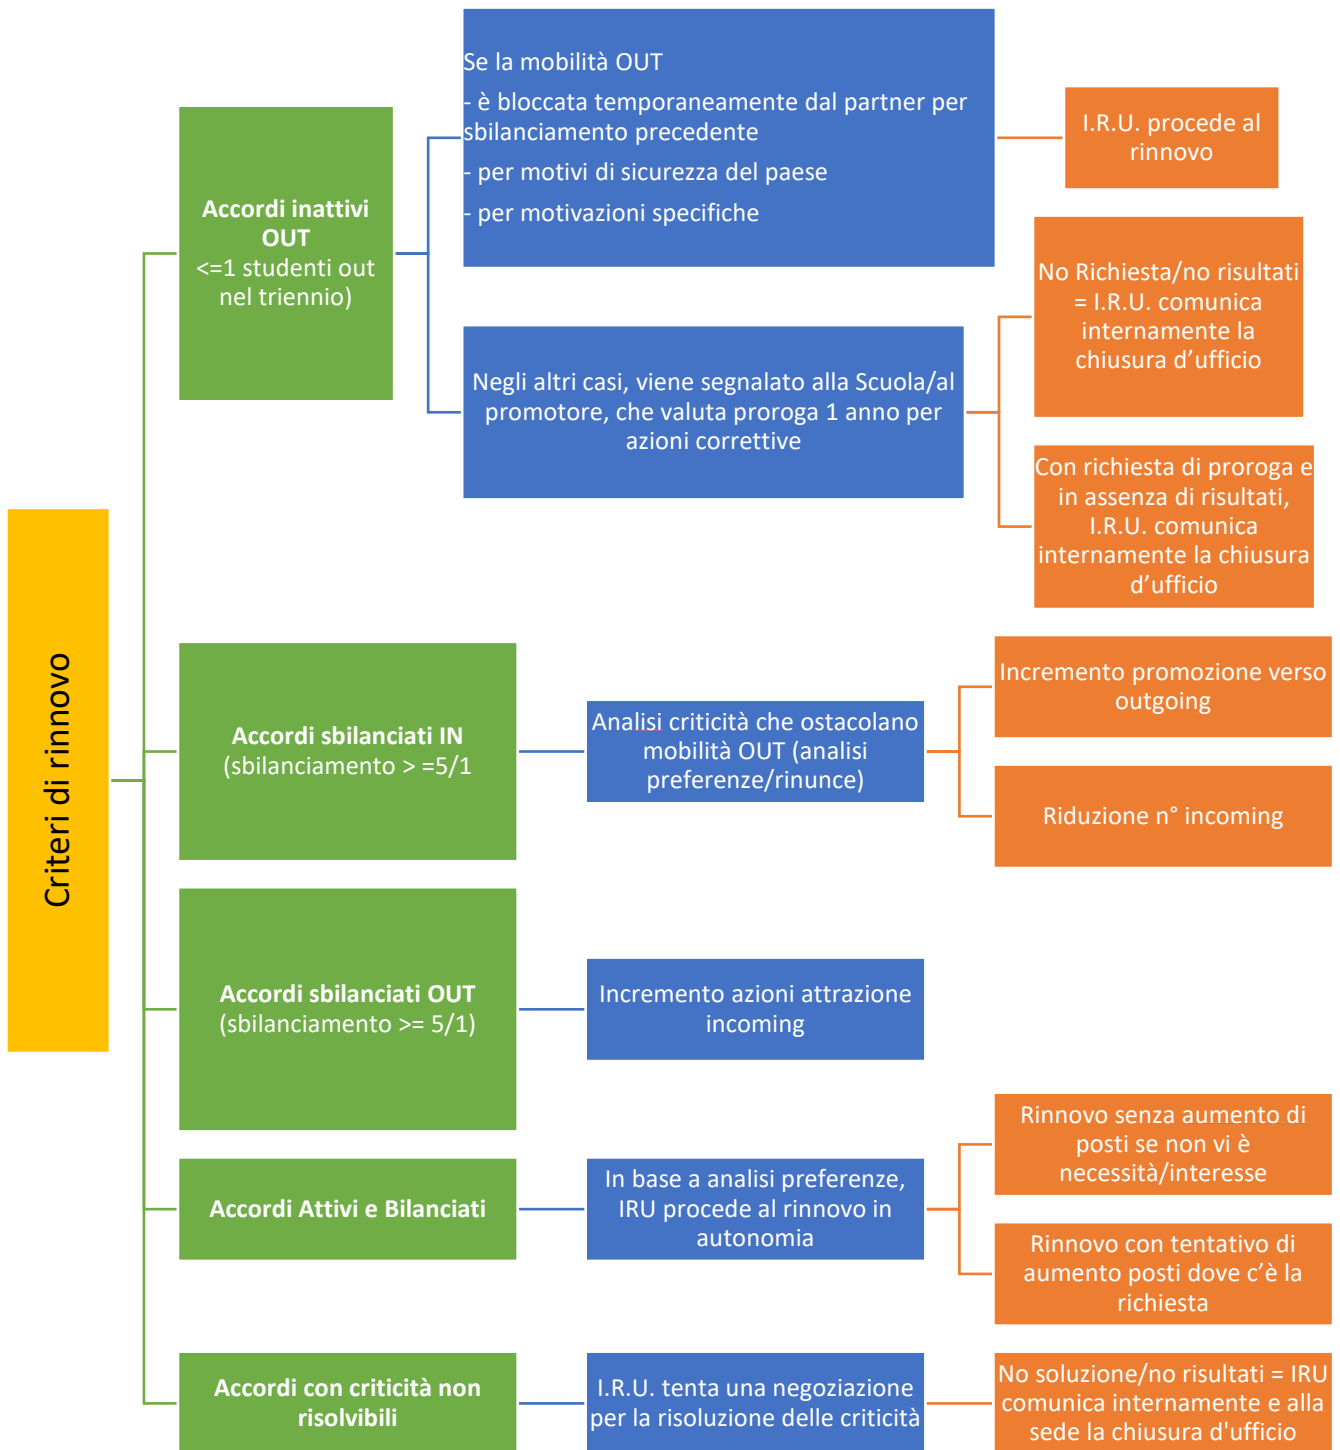 Criteri di rinnovo
Accordi inattivi
OUT
<=1 studenti out
nel triennio)
Se la mobilità OUT
- è bloccata temporaneamente dal partner per
sbilanciamento precedente
- per motivi di sicurezza del paese
- per motivazioni specifiche
I.R.U. procede al
rinnovo
Negli altri casi, viene segnalato alla Scuola/al
promotore, che valuta proroga 1 anno per
azioni correttive
No Richiesta/no risultati
= I.R.U. comunica
internamente la
chiusura d’ufficio
Con richiesta di proroga e
in assenza di risultati,
I.R.U. comunica
internamente la chiusura
d’ufficio
Accordi sbilanciati IN
(sbilanciamento > =5/1
Analisi criticità che ostacolano
mobilità OUT (analisi
preferenze/rinunce)
Incremento promozione verso
outgoing
Riduzione n° incoming
Accordi sbilanciati OUT
(sbilanciamento >= 5/1)
Incremento azioni attrazione
incoming
Accordi Attivi e Bilanciati
In base a analisi preferenze,
IRU procede al rinnovo in
autonomia
Rinnovo senza aumento di
posti se non vi è
necessità/interesse
Rinnovo con tentativo di
aumento posti dove c’è la
richiesta
Accordi con criticità non
risolvibili
I.R.U. tenta una negoziazione
per la risoluzione delle criticità
No soluzione/no risultati = IRU
comunica internamente e alla
sede la chiusura d'ufficio